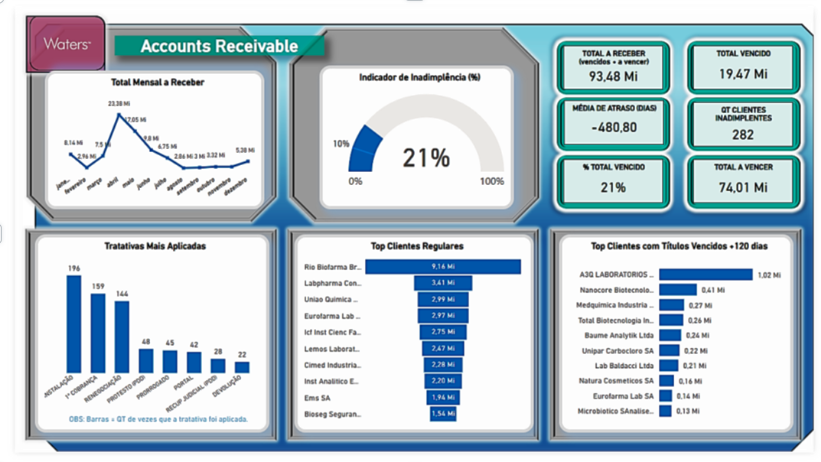 Waters
Accounts Receivable
Total Mensal a Receber
23,38 Mi
8,14 Mi
2,96 Mi
7,5
17,05 Mi
9,8 Mi
6,75 Mi
2,86 Mi
3 Mi
3,32 Mi
5,38 Mi
jane...
fevereiro
março
abril
maio
junho
julho
agosto
setembro
outubro
novembro
dezembro
Indicador de Inadimplência (%)
10%
21%
0%
100%
TOTAL A RECEBER
(vencidos + a vencer)
93,48 Mi
TOTAL VENCIDO
19,47 Mi
MÉDIA DE ATRASO (DIAS)
-480,80
QT CLIENTES
INADIMPLENTES
282
% TOTAL VENCIDO
21%
TOTAL A VENCER
74,01 Mi
Tratativas Mais Aplicadas
196
159
144
48
45
42
28
22
INSTALAÇÃO
1ª COBRANÇA
RENEGOCIAÇÃO
PROTESTO (PDD)
PRORROGADO
PORTAL
RECUP JUDICIAL (PDD)
DEVOLUÇÃO
OBS: Barras = QT de vezes que a tratativa foi aplicada.
Top Clientes Regulares
Rio Biofarma Br... 9,16 Mi
Labpharma Con... 3,41 Mi
Uniao Quimica ... 2,99 Mi
Eurofarma Lab ... 2,97 Mi
Icf Inst Cienc Fa... 2,75 Mi
Lemos Laborat... 2,47 Mi
Cimed Industria... 2,28 Mi
Inst Analitico E... 2,20 Mi
Ems SA 1,94 Mi
Bioseg Seguran... 1,54 Mi
Top Clientes com Títulos Vencidos +120 dias
A3Q LABORATORIOS ... 1,02 Mi
Nanocore Biotecnolo... 0,41 Mi
Medquimica Industria ... 0,27 Mi
Total Biotecnologia In... 0,26 Mi
Baume Analytik Ltda 0,24 Mi
Unipar Carbocloro SA 0,22 Mi
Lab Baldacci Ltda 0,21 Mi
Natura Cosmeticos SA 0,16 Mi
Eurofarma Lab SA 0,14 Mi
Microbiotico SAnalise... 0,13 Mi